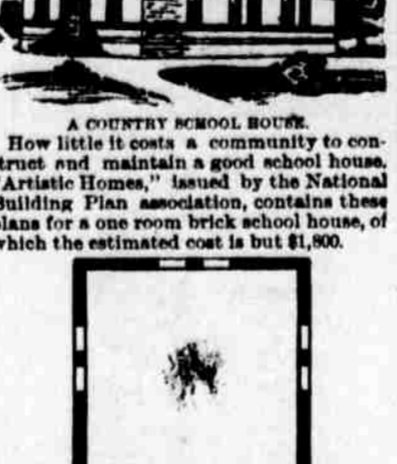 A COUNTRY SCHOOL HOUSE.
How little it costs a community to con-
truct and maintain a good school house.
"Artistic Homes," issued by the National
Building Plan association, contains these
plans for a one room brick school house, of
which the estimated cost is but $1,800.